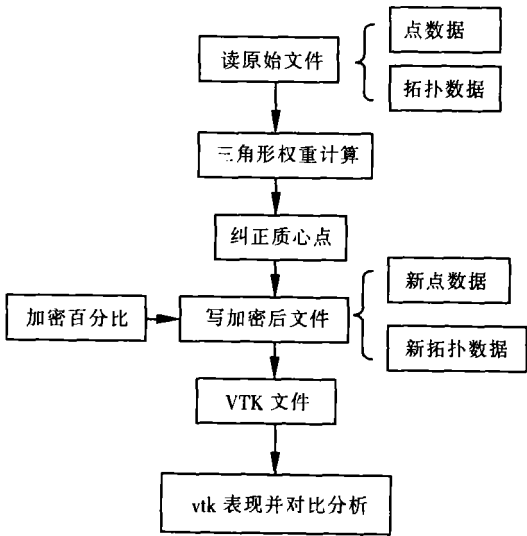 点数据
读原始文件
拓扑数据
三角形权重计算
纠正质心点
新点数据
加密百分比
写加密后文件
新拓扑数据
VTK 文件
vtk 表现并对比分析